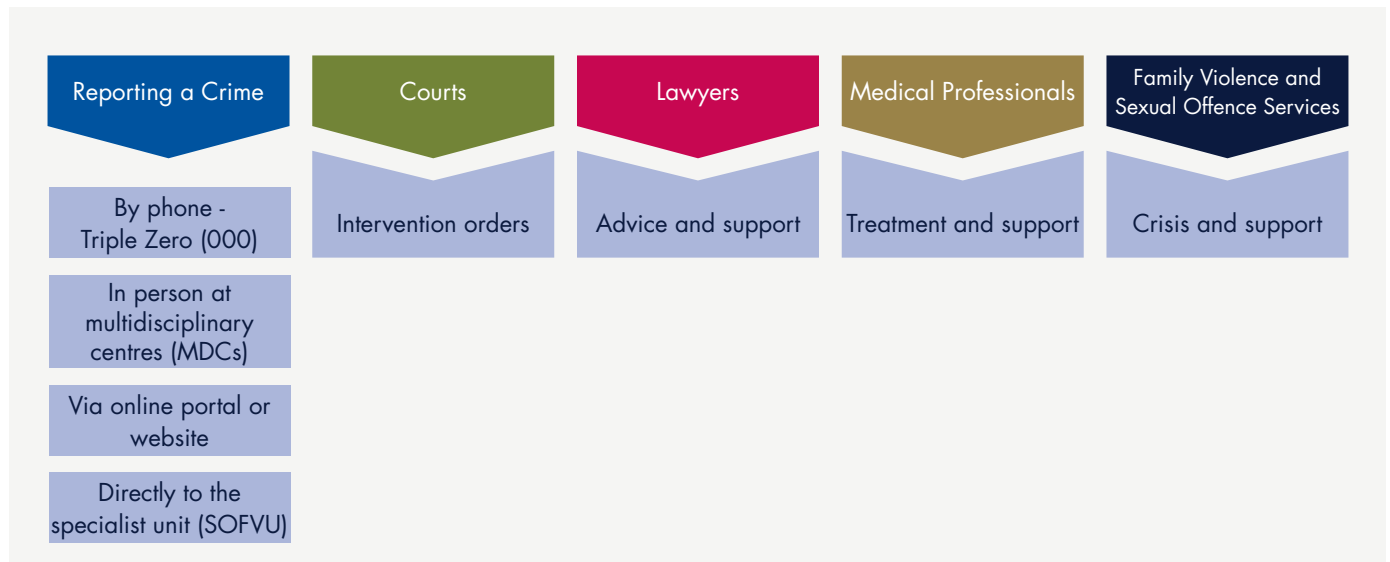 Reporting a Crime
By phone -
Triple Zero (000)
In person at
multidisciplinary
centres (MDCs)
Via online portal or
website
Directly to the
specialist unit (SOFVU)
Courts
Intervention orders
Lawyers
Advice and support
Medical Professionals
Treatment and support
Family Violence and
Sexual Offence Services
Crisis and support